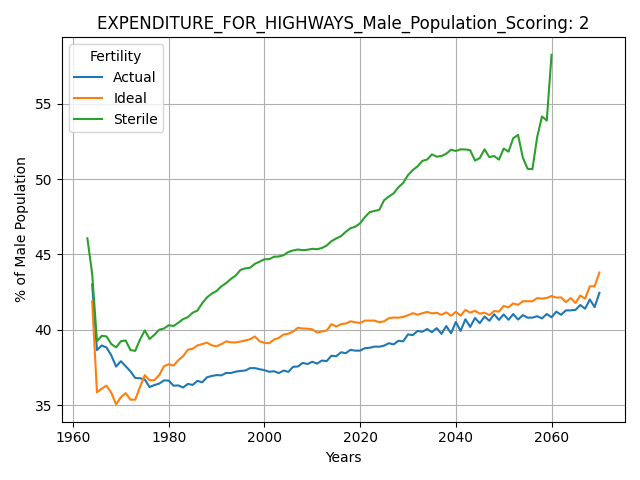 EXPENDITURE_FOR_HIGHWAYS_Male_Population_Scoring: 2
Fertility
Actual
Ideal
Sterile
% of Male Population
55
50
45
40
35
1960 1980 2000 2020 2040 2060
Years